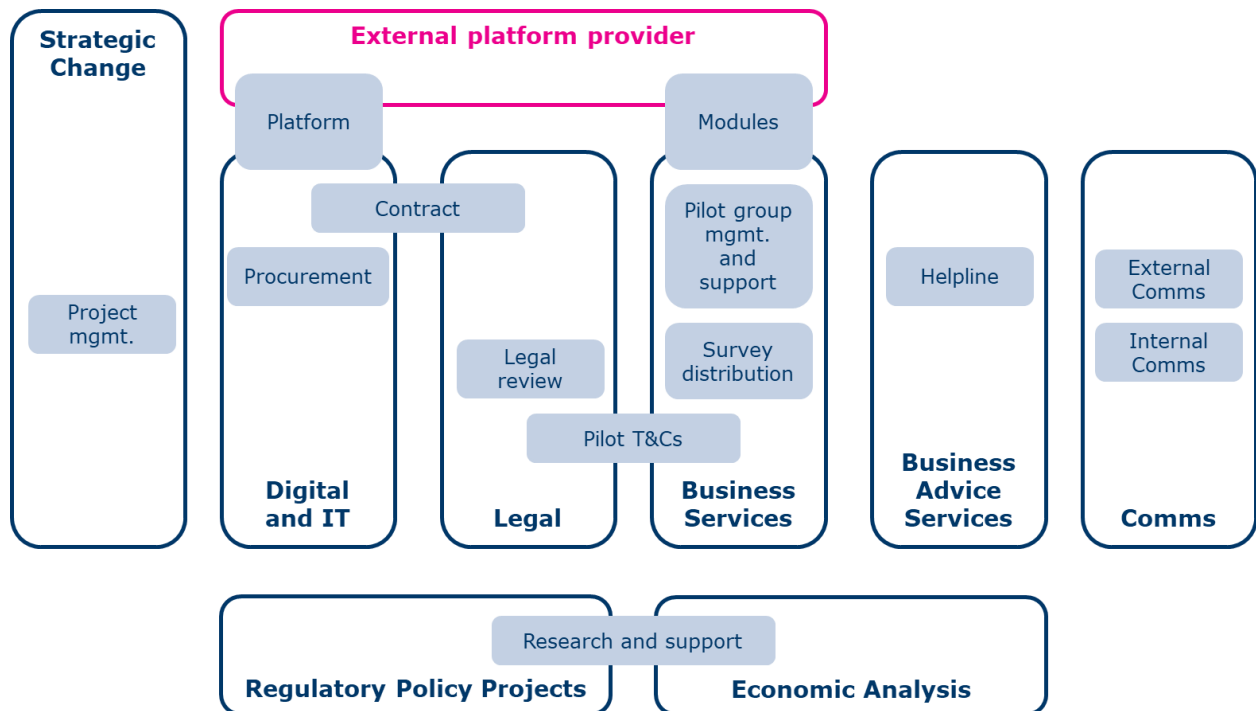 Strategic
Change
Project
mgmt.
External platform provider
Platform
Modules
Contract
Procurement
Digital
and IT
Legal
review
Pilot T&Cs
Legal
Pilot group
mgmt.
and
support
Survey
distribution
Business
Services
Helpline
Business
Advice
Services
External
Comms
Internal
Comms
Comms
Research and support
Regulatory Policy Projects
Economic Analysis